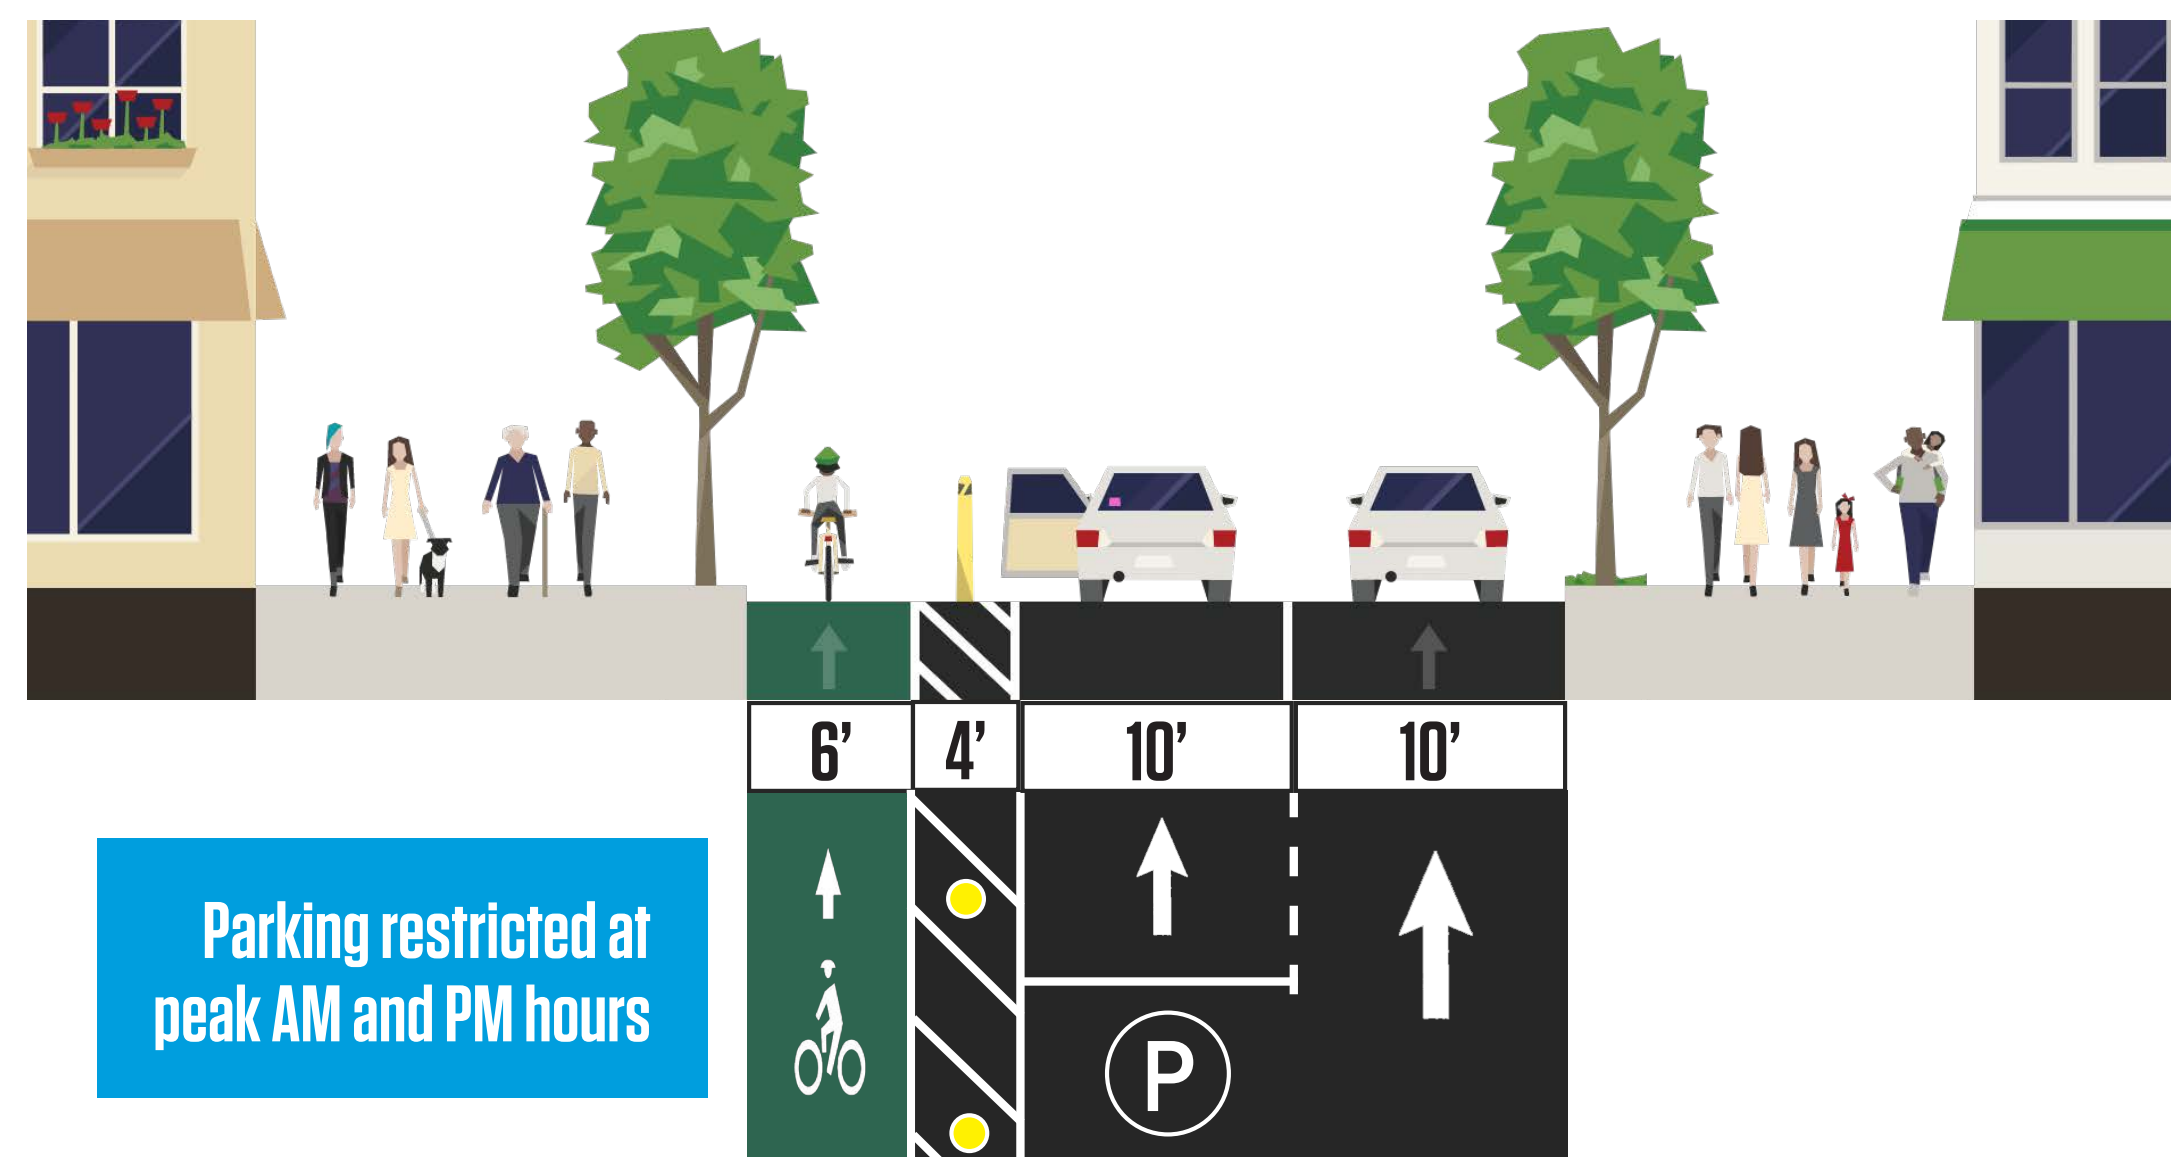 6’ 4’ 10’ 10’
Parking restricted at
peak AM and PM hours
P